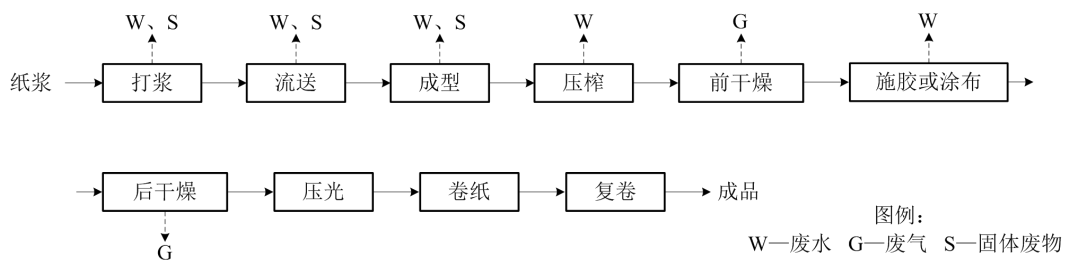 W、S W、S W、S W G W
纸浆 打浆 流送 成型 压榨 前干燥 施胶或涂布
后干燥 压光 卷纸 复卷 成品
G
图例：
W—废水 G—废气 S—固体废物